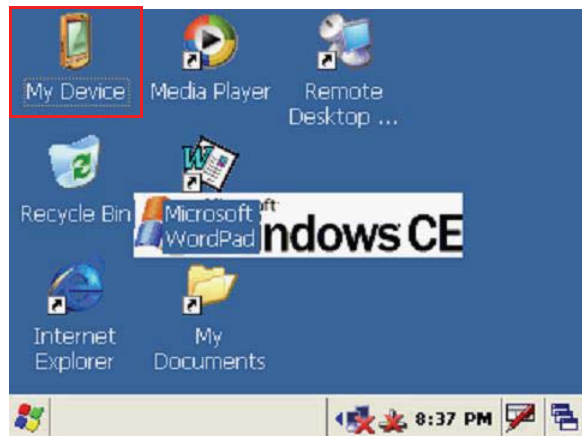 My Device
Media Player
Remote
Desktop ...
Recycle Bin
Microsoft
WordPad
ndows CE
Internet
Explorer
My
Documents
8:37 PM